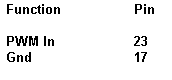 Function Pin
PWM In 23
Gnd 17